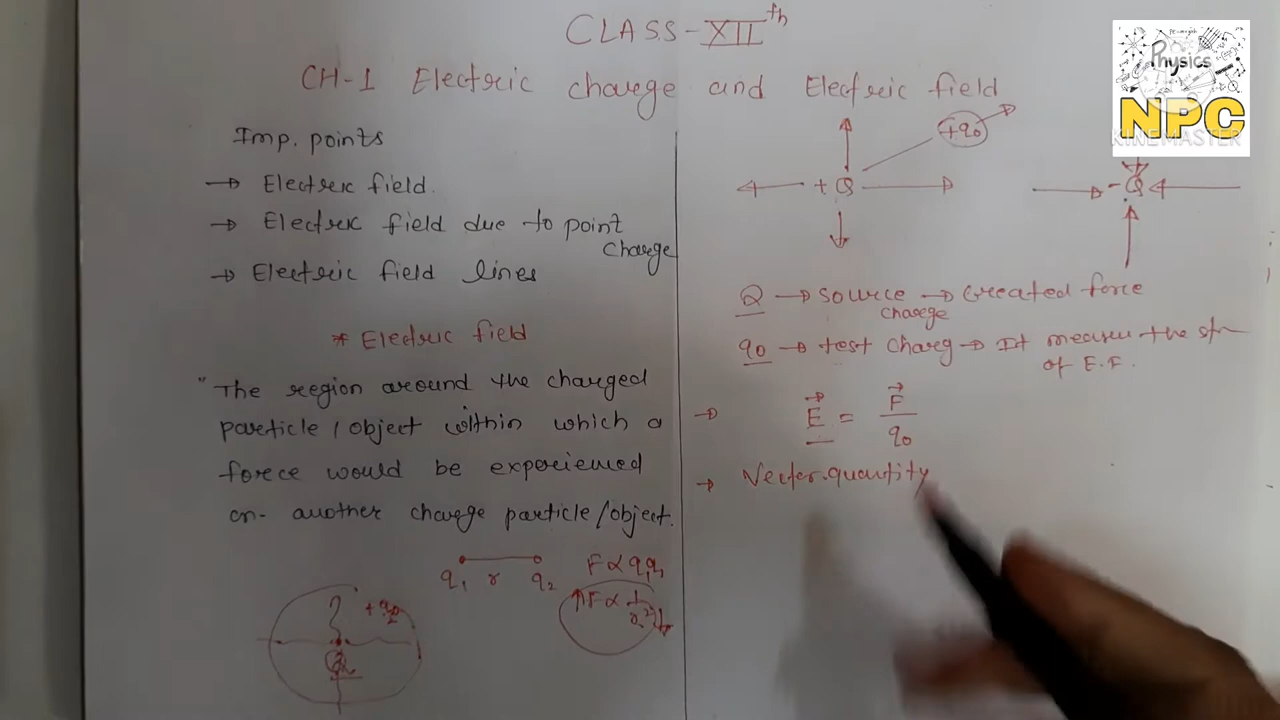 CLASS-XII th
CH-1 Electric charge and Electric field
Physics
NPC
KINEMASTER
Imp. points
→ Electric field.
→ Electric field due to point
charge
→ Electric field lines
* Electric field
"The region around the charged
particle/object within which a
force would be experienced
on- another charge particle/object.
q1 r q2
F∝q1q2
↑F∝ 1/r²↓
+q0
Q
+Q
+q0
-Q
Q → source → created force
charge
q0 → test charg → It measure the
of E.F.
→ E = F/q0
→ Vector.quantity